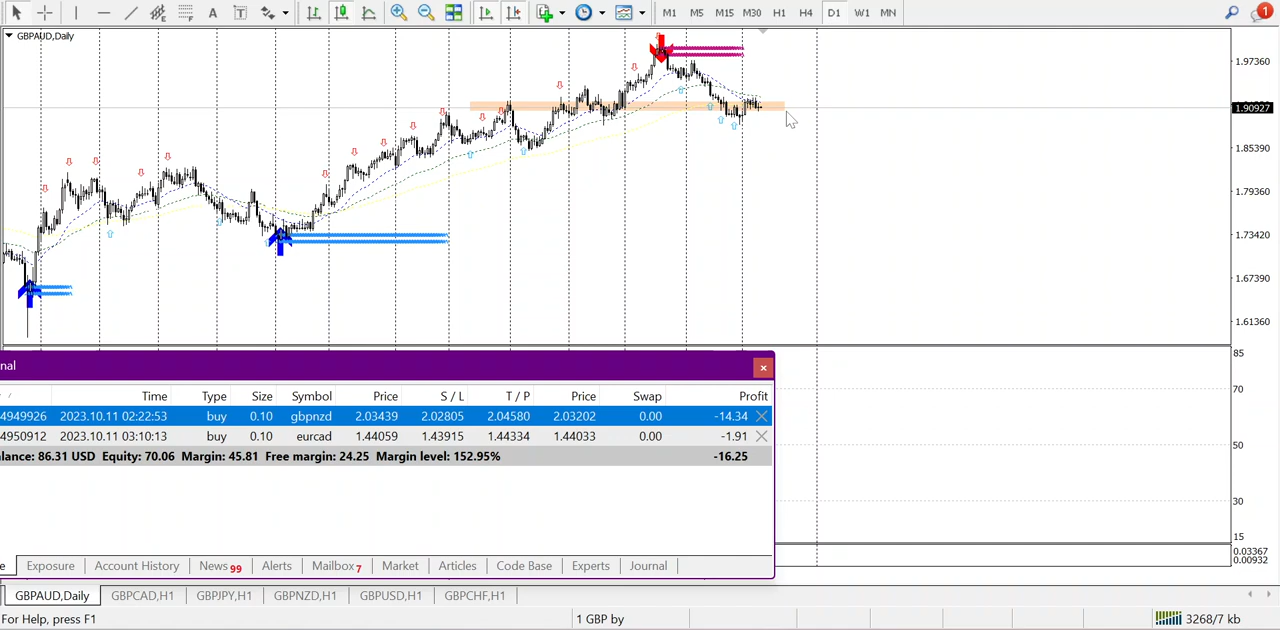 A T M1 M5 M15 M30 H1 H4 D1 W1 MN 1
GBPAUD,Daily
1.97360
1.90927
1.85390
1.79390
1.73420
1.67390
1.61360
85
70
50
30
15
0.03367
0.00932
nal
Time Type Size Symbol Price S / L T / P Price Swap Profit
4949926 2023.10.11 02:22:53 buy 0.10 gbpnzd 2.03439 2.02805 2.04580 2.03202 0.00 -14.34
4950912 2023.10.11 03:10:13 buy 0.10 eurcad 1.44059 1.43915 1.44334 1.44033 0.00 -1.91
alance: 86.31 USD Equity: 70.06 Margin: 45.81 Free margin: 24.25 Margin level: 152.95% -16.25
e Exposure Account History News 99 Alerts Mailbox 7 Market Articles Code Base Experts Journal
GBPAUD,Daily GBPCAD,H1 GBPJPY,H1 GBPNZD,H1 GBPUSD,H1 GBPCHF,H1
For Help, press F1 1 GBP by 3268/7 kb